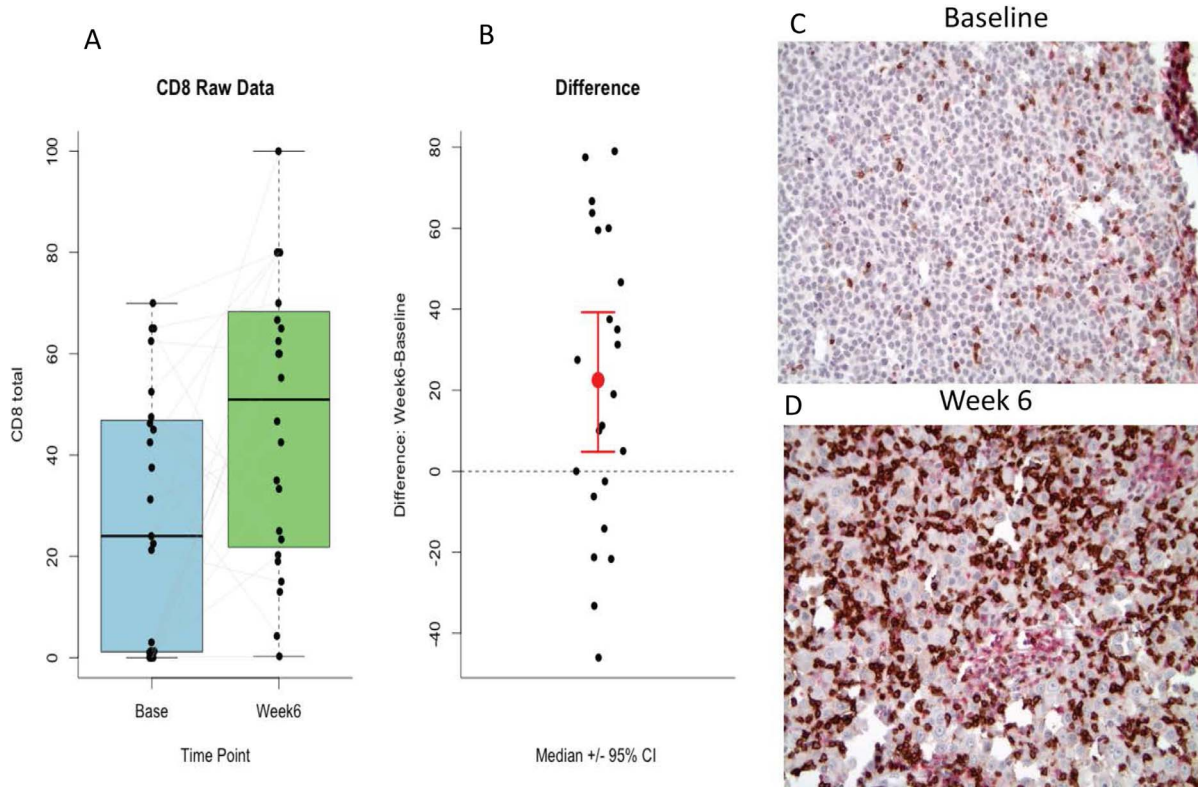 A
CD8 Raw Data
CD8 total
0
20
40
60
80
100
Base
Week6
Time Point
B
Difference
Difference: Week6-Baseline
-40
-20
0
20
40
60
80
Median +/- 95% CI
C
Baseline
D
Week 6